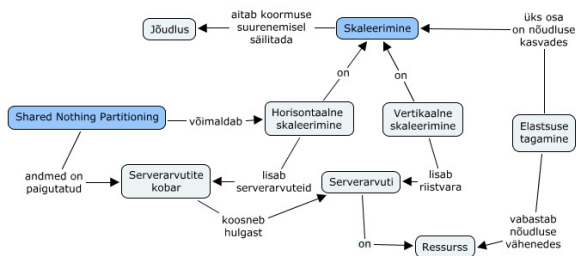 Jõudlus
aitab koormuse
suurenemisel
säilitada
Skaleerimine
üks osa
on nõudluse
kasvades
on
on
Shared Nothing Partitioning
võimaldab
Horisontaalne
skaleerimine
Vertikaalne
skaleerimine
Elastsuse
tagamine
andmed on
paigutatud
Serverarvutite
kobar
lisab
serverarvuteid
Serverarvuti
lisab
riistvara
koosneb
hulgast
on
Ressurss
vabastab
nõudluse
vähenedes